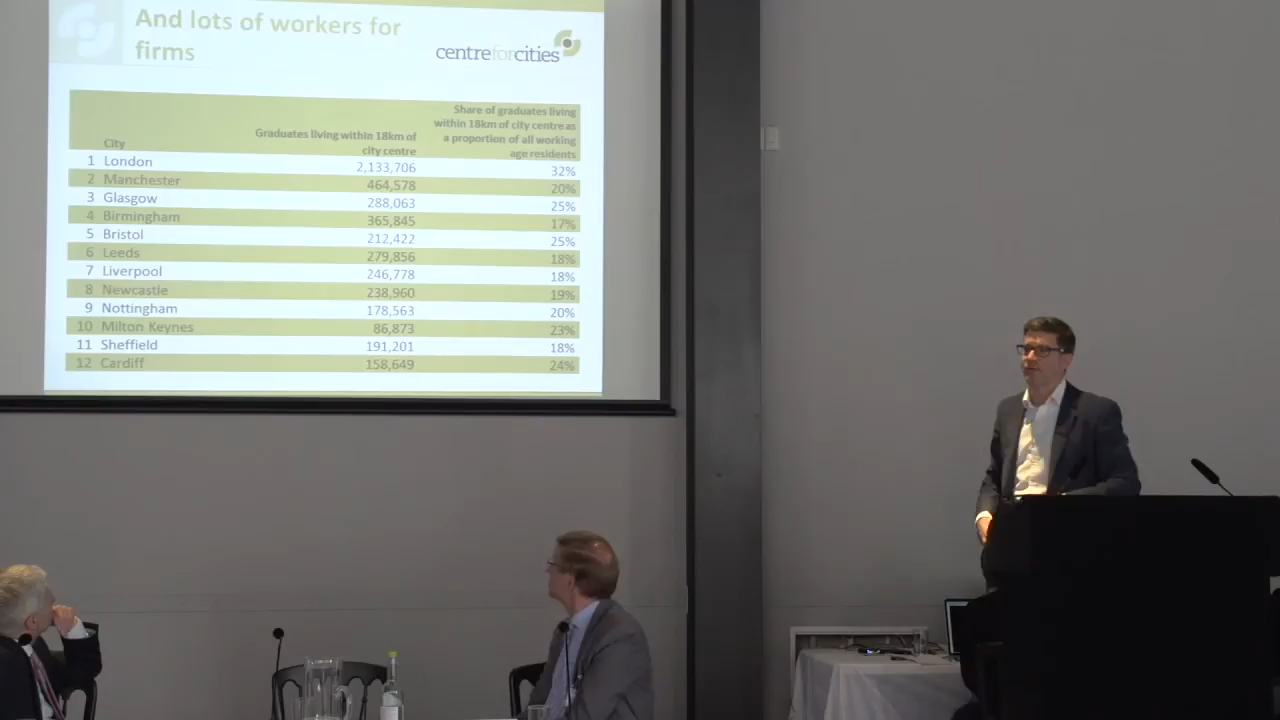 And lots of workers for
firms
centreforcities
City
Graduates living within 18km of
city centre
Share of graduates living
within 18km of city centre as
a proportion of all working
age residents
1 London 2,133,706 32%
2 Manchester 464,578 20%
3 Glasgow 288,063 25%
4 Birmingham 365,845 17%
5 Bristol 212,422 25%
6 Leeds 279,856 18%
7 Liverpool 246,778 18%
8 Newcastle 238,960 19%
9 Nottingham 178,563 20%
10 Milton Keynes 86,873 23%
11 Sheffield 191,201 18%
12 Cardiff 158,649 24%